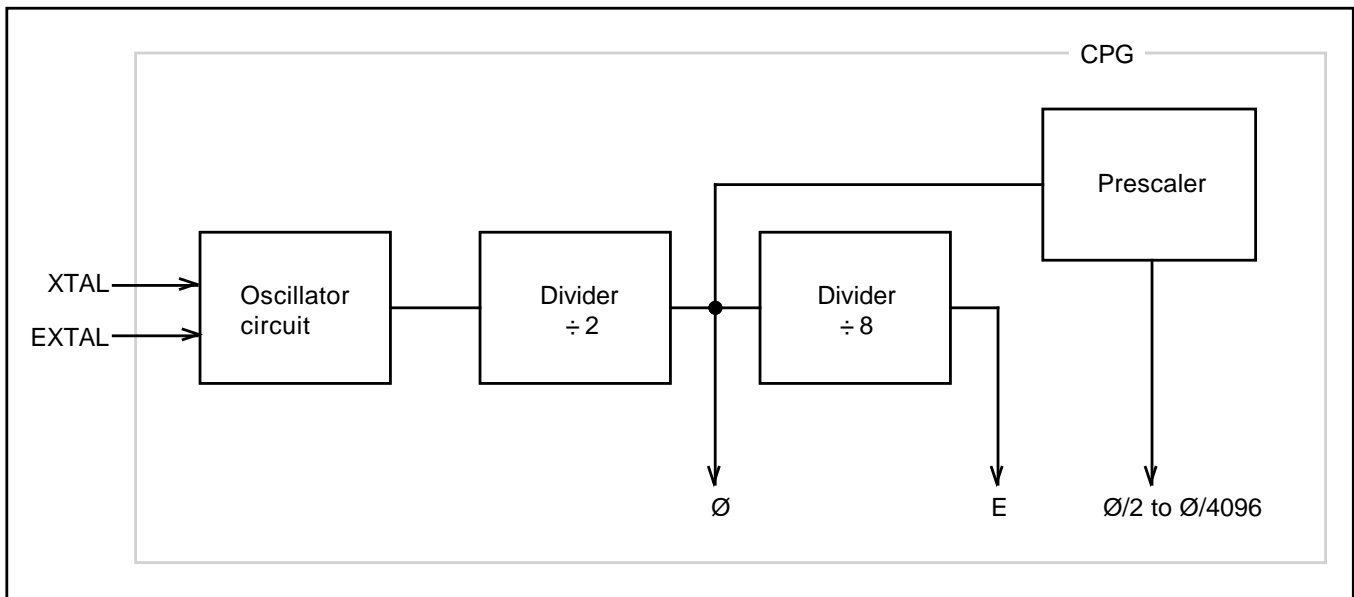 CPG
Prescaler
XTAL
EXTAL
Oscillator
circuit
Divider
÷ 2
Divider
÷ 8
Ø
E
Ø/2 to Ø/4096